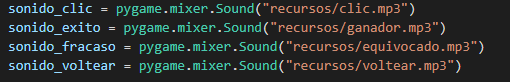 sonido_clic = pygame.mixer.Sound("recursos/clic.mp3")
sonido_exito = pygame.mixer.Sound("recursos/ganador.mp3")
sonido_fracaso = pygame.mixer.Sound("recursos/equivocado.mp3")
sonido_voltear = pygame.mixer.Sound("recursos/voltear.mp3")